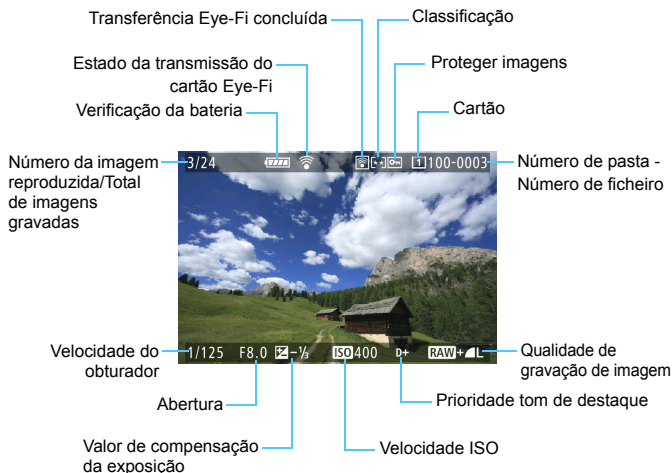 Transferência Eye-Fi concluída
Classificação
Estado da transmissão do
cartão Eye-Fi
Proteger imagens
Verificação da bateria
Cartão
Número da imagem
reproduzida/Total
de imagens
gravadas
3/24
1 100-0003
Número de pasta -
Número de ficheiro
Velocidade do
obturador
1/125 F8.0 -1/3 ISO 400 D+ RAW+L
Qualidade de
gravação de imagem
Abertura
Prioridade tom de destaque
Valor de compensação
da exposição
Velocidade ISO